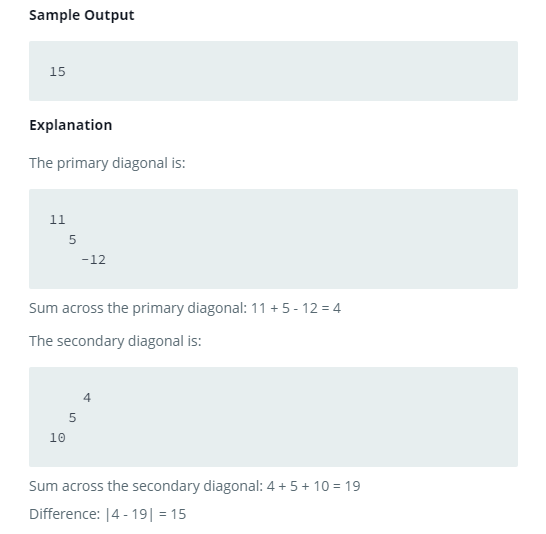 Sample Output
15
Explanation
The primary diagonal is:
11
5
-12
Sum across the primary diagonal: 11 + 5 - 12 = 4
The secondary diagonal is:
4
5
10
Sum across the secondary diagonal: 4 + 5 + 10 = 19
Difference: |4 - 19| = 15